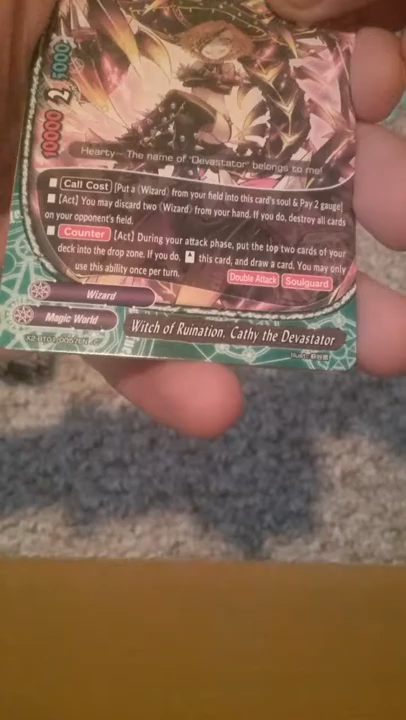 10000 2 5000
Hearty— The name of "Devastator" belongs to me!
■ Call Cost [Put a 《Wizard》 from your field into this card's soul & Pay 2 gauge]
■ [Act] You may discard two 《Wizard》 from your hand. If you do, destroy all cards
on your opponent's field.
■ Counter [Act] During your attack phase, put the top two cards of your
deck into the drop zone. If you do, this card, and draw a card. You may only
use this ability once per turn.
Double Attack Soulguard
Wizard
Magic World
Witch of Ruination, Cathy the Devastator
Illust.